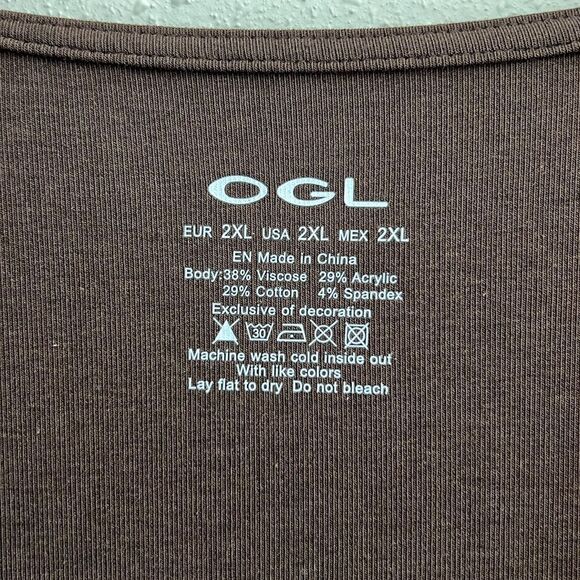 OGL
EUR 2XL USA 2XL MEX 2XL
EN Made in China
Body:38% Viscose 29% Acrylic
29% Cotton 4% Spandex
Exclusive of decoration
30
Machine wash cold inside out
With like colors
Lay flat to dry Do not bleach